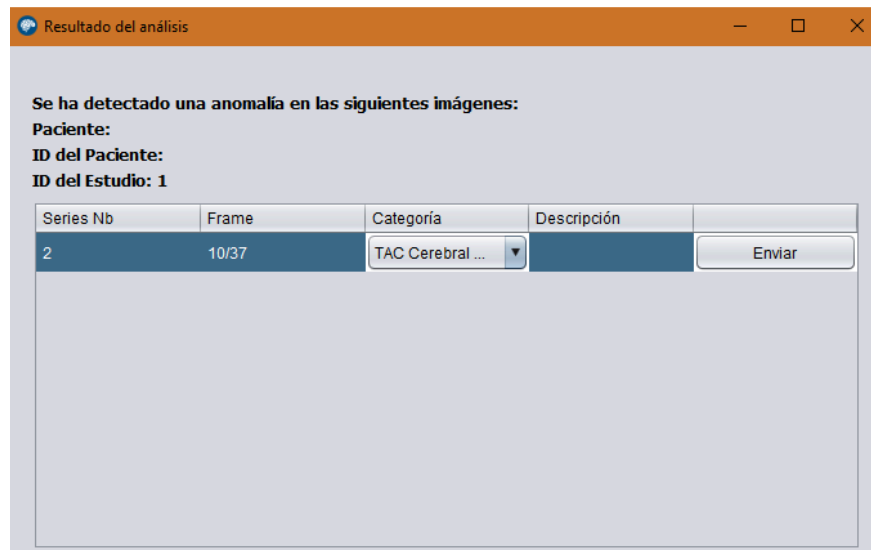 Resultado del análisis
Se ha detectado una anomalía en las siguientes imágenes:
Paciente:
ID del Paciente:
ID del Estudio: 1
Series Nb Frame Categoría Descripción
2 10/37 TAC Cerebral ... Enviar